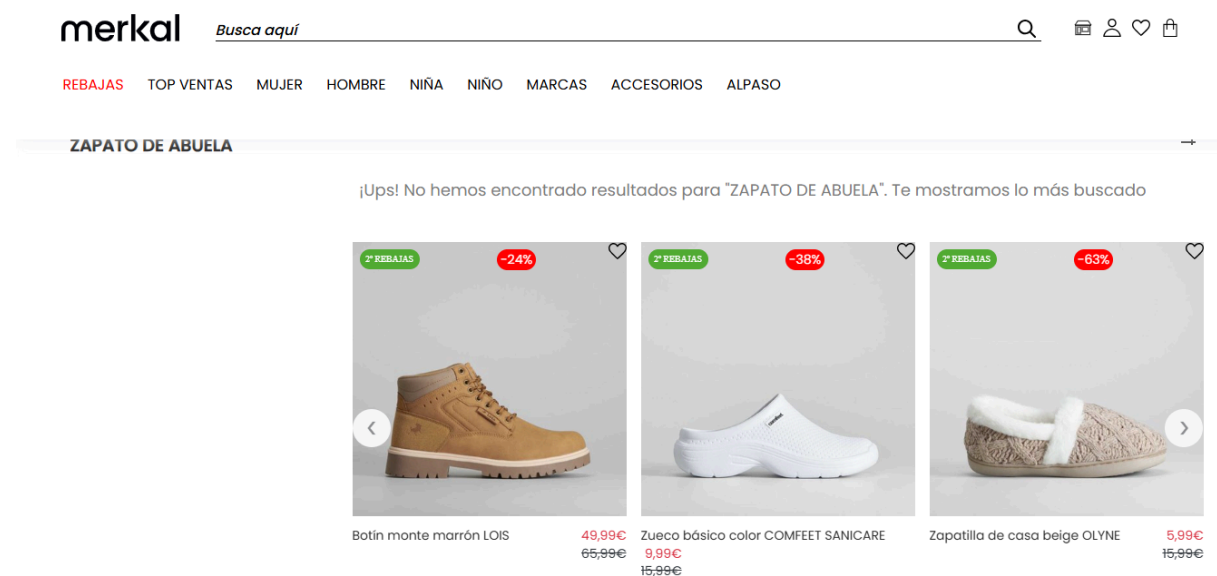 merkal
Busca aquí
REBAJAS TOP VENTAS MUJER HOMBRE NIÑA NIÑO MARCAS ACCESORIOS ALPASO
ZAPATO DE ABUELA
¡Ups! No hemos encontrado resultados para "ZAPATO DE ABUELA". Te mostramos lo más buscado
2ª REBAJAS -24% 2ª REBAJAS -38% 2ª REBAJAS -63%
Botín monte marrón LOIS 49,99€ Zueco básico color COMFEET SANICARE Zapatilla de casa beige OLYNE 5,99€
65,99€ 9,99€ 15,99€
15,99€